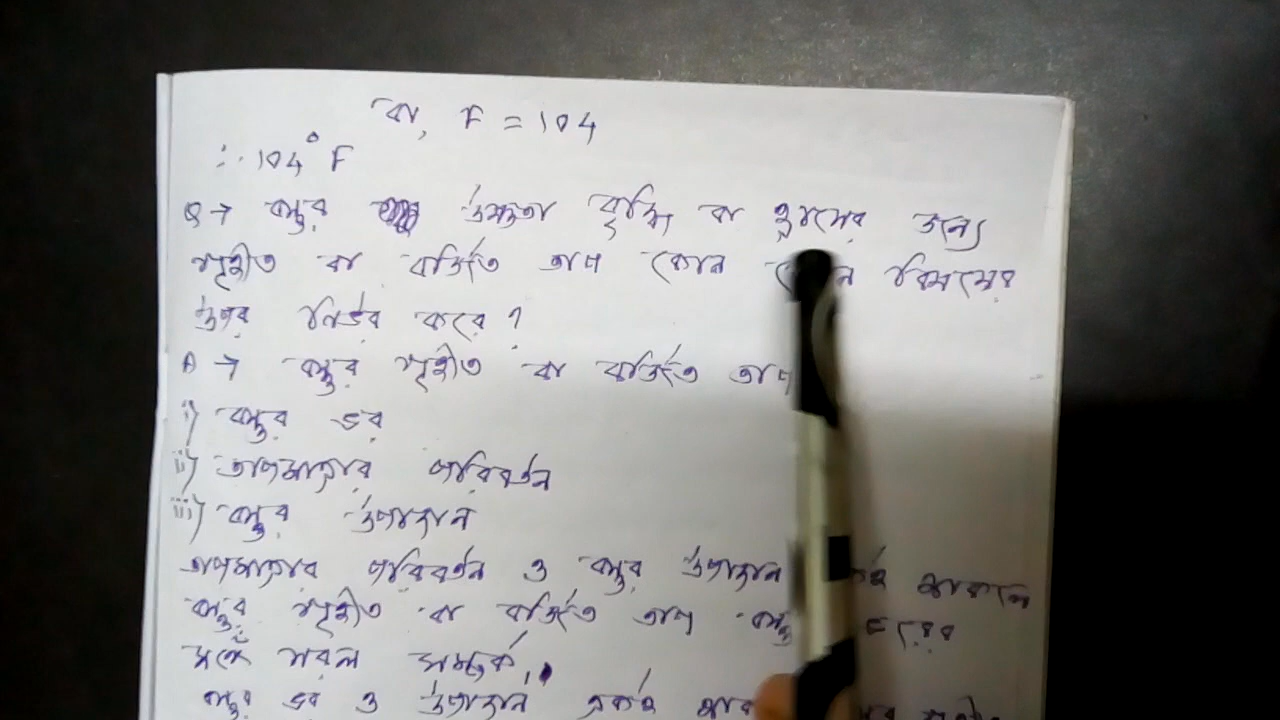 বা, F = 104
∴ 104° F
Q → বস্তুর উষ্ণতা বৃদ্ধি বা হ্রাসের জন্যে
গৃহীত বা বর্জিত তাপ কোন বিষয়ের
উপর নির্ভর করে ?
A → বস্তুর গৃহীত বা বর্জিত তাপ
i) বস্তুর ভর
ii) তাপমাত্রার পরিবর্তন
iii) বস্তুর উপাদান
তাপমাত্রার পরিবর্তন ও বস্তুর উপাদান থাকলে
বস্তুর গৃহীত বা বর্জিত তাপ
সঙ্গে সরল সম্পর্ক,
বস্তুর ভর ও উপাদান একই